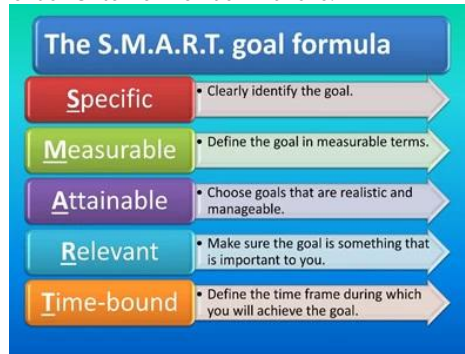 The S.M.A.R.T. goal formula
Specific
• Clearly identify the goal.
Measurable
• Define the goal in measurable terms.
Attainable
• Choose goals that are realistic and
manageable.
Relevant
• Make sure the goal is something that
is important to you.
Time-bound
• Define the time frame during which
you will achieve the goal.